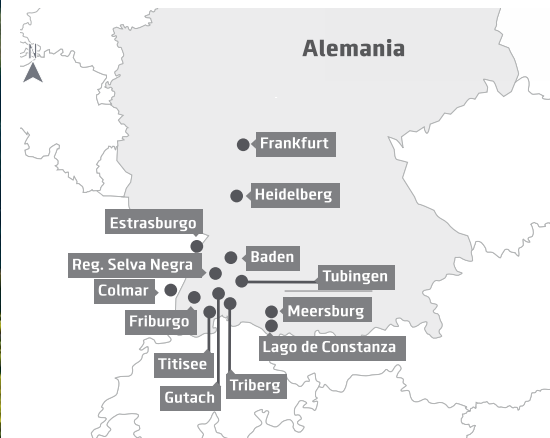 Alemania
N
Frankfurt
Heidelberg
Estrasburgo
Baden
Reg. Selva Negra
Tubingen
Colmar
Meersburg
Friburgo
Lago de Constanza
Titisee
Triberg
Gutach